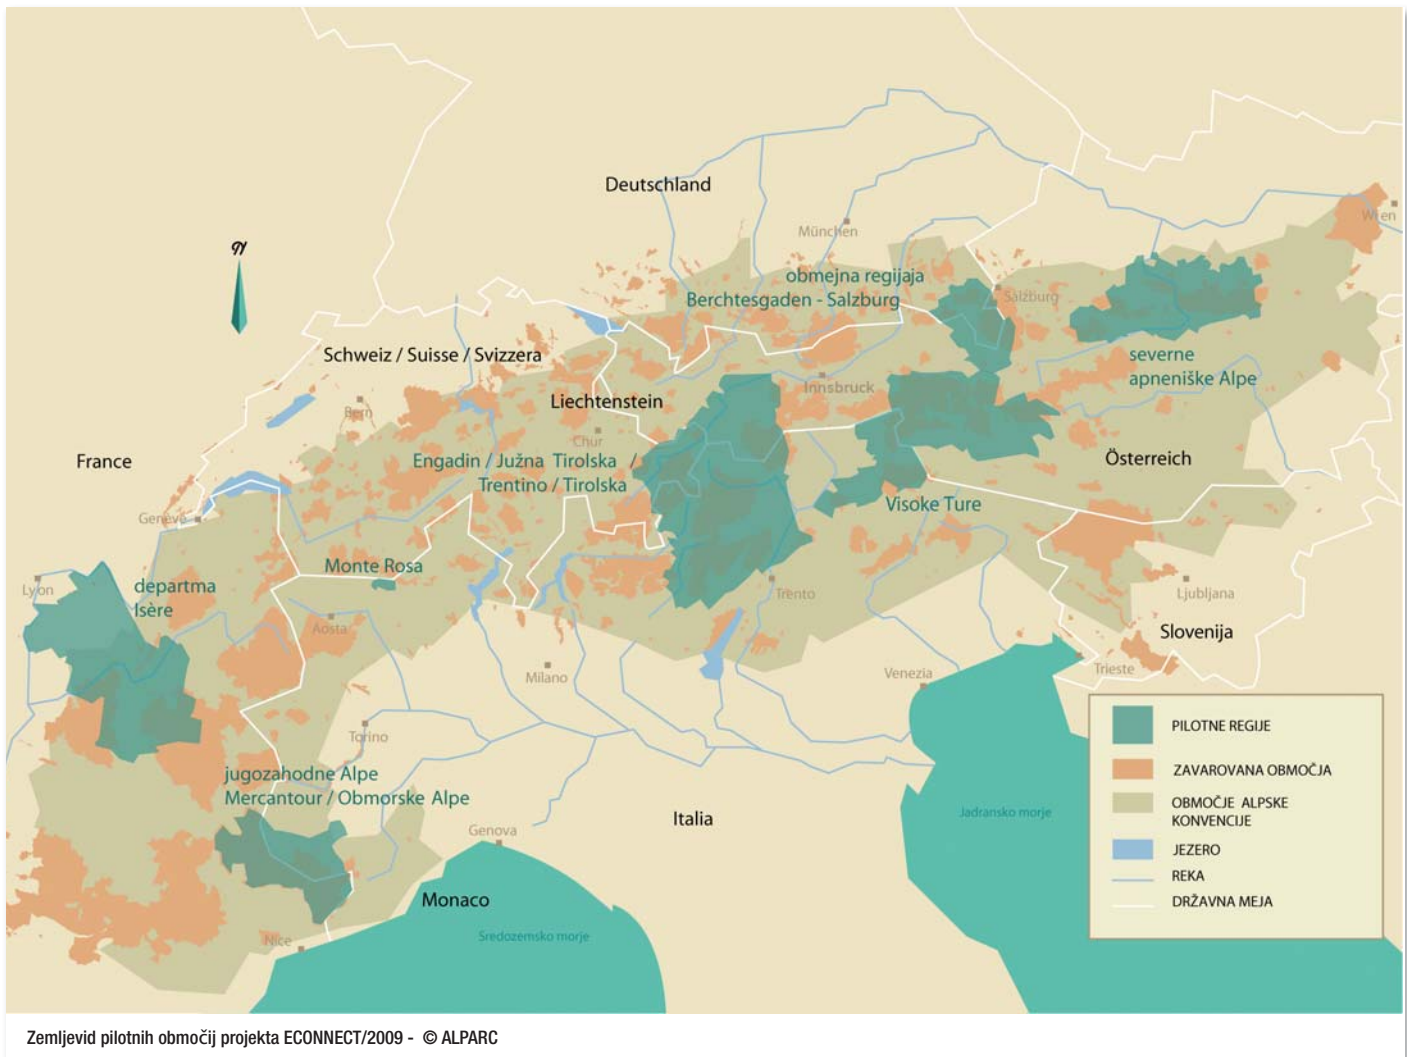 N
Deutschland
München
Wien
obmejna regijaja
Berchtesgaden - Salzburg
Salzburg
Schweiz / Suisse / Svizzera
severne
apneniške Alpe
Innsbruck
Liechtenstein
Bern
Chur
France
Engadin / Južna Tirolska /
Trentino / Tirolska
Österreich
Visoke Ture
Genève
Monte Rosa
Lyon
departma
Isère
Trento
Ljubljana
Aosta
Slovenija
Trieste
Milano
Venezia
Torino
jugozahodne Alpe
Mercantour / Obmorske Alpe
Genova
Italia
Jadransko morje
Monaco
Sredozemsko morje
Nice
PILOTNE REGIJE
ZAVAROVANA OBMOČJA
OBMOČJE ALPSKE
KONVENCIJE
JEZERO
REKA
DRŽAVNA MEJA
Zemljevid pilotnih območij projekta ECONNECT/2009 - © ALPARC